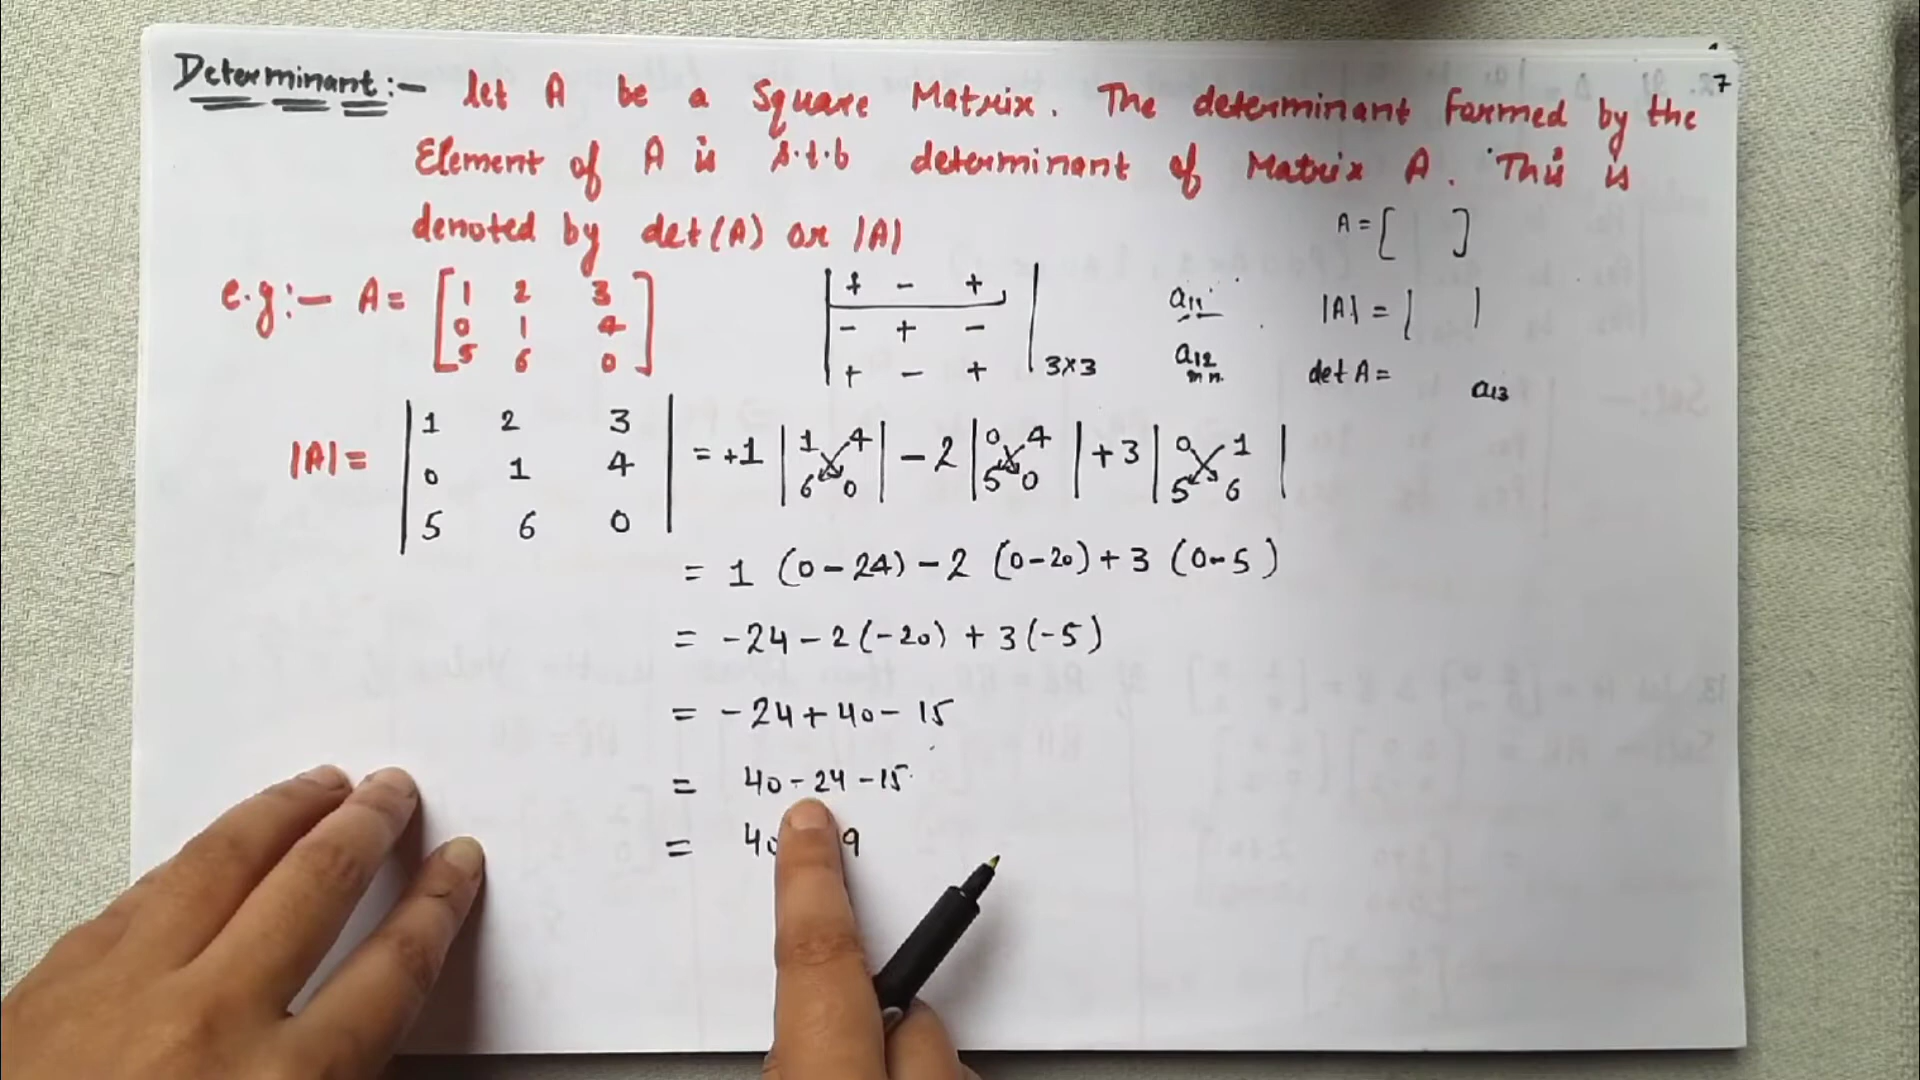 7
Determinant:- let A be a Square Matrix. The determinant formed by the
Element of A is s.t.b determinant of Matrix A. This is
denoted by det(A) or |A|
A = [ ]
e.g:- A = [1 2 3
0 1 4
5 6 0]
|+ - +
- + -
+ - +| 3×3
a11
a12
m n
|A| = | |
det A =
a13
|A| = |1 2 3
0 1 4
5 6 0| = +1 |1 4
6 0| - 2 |0 4
5 0| + 3 |0 1
5 6|
= 1 (0-24) - 2 (0-20) + 3 (0-5)
= -24 - 2(-20) + 3(-5)
= -24 + 40 - 15
= 40 - 24 - 15
= 40 9